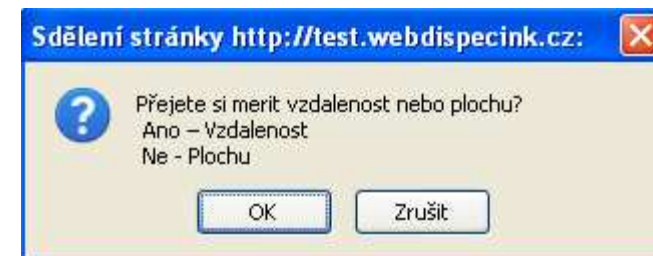 Sdělení stránky http://test.webdispecink.cz:
Přejete si merit vzdalenost nebo plochu?
Ano – Vzdalenost
Ne - Plochu
OK
Zrušit